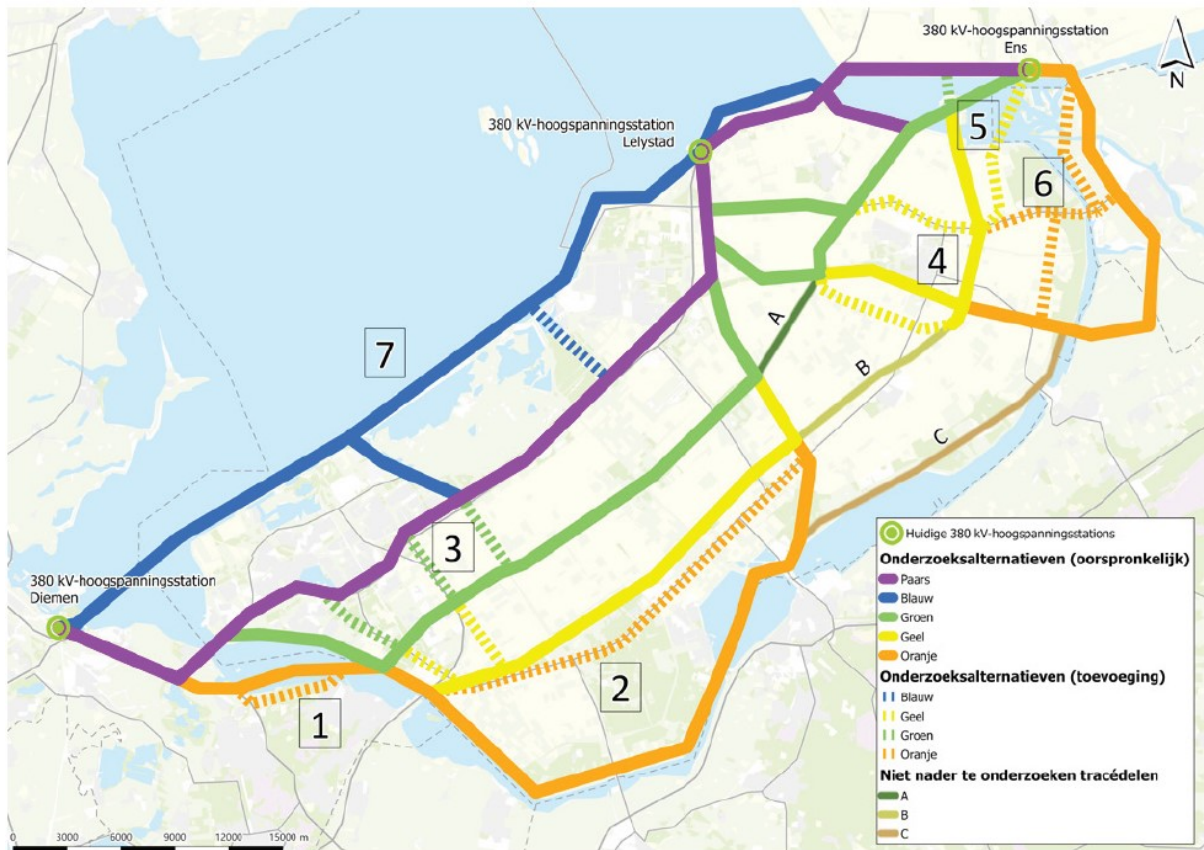 380 kV-hoogspanningsstation
Ens
N
380 kV-hoogspanningsstation
Lelystad
5
6
4
A
7
B
C
3
380 kV-hoogspanningsstation
Diemen
2
1
Huidige 380 kV-hoogspanningsstations
Onderzoeksalternatieven (oorspronkelijk)
Paars
Blauw
Groen
Geel
Oranje
Onderzoeksalternatieven (toevoeging)
Blauw
Geel
Groen
Oranje
Niet nader te onderzoeken tracédelen
A
B
C
0 3000 6000 9000 12000 15000 m